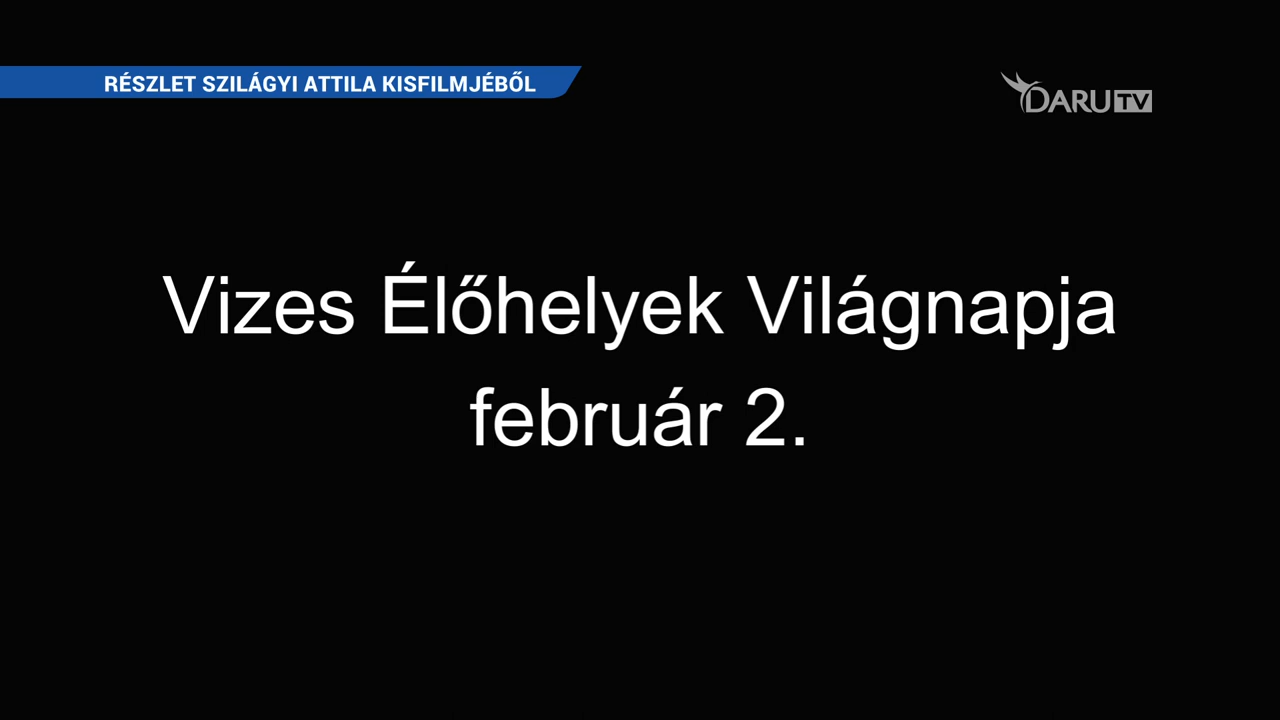 RÉSZLET SZILÁGYI ATTILA KISFILMJÉBŐL
DARU TV
Vizes Élőhelyek Világnapja
február 2.